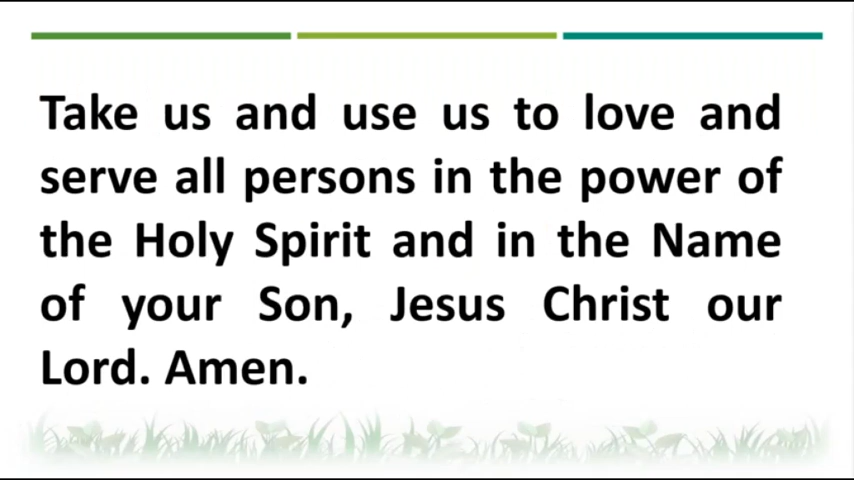 Take us and use us to love and
serve all persons in the power of
the Holy Spirit and in the Name
of your Son, Jesus Christ our
Lord. Amen.